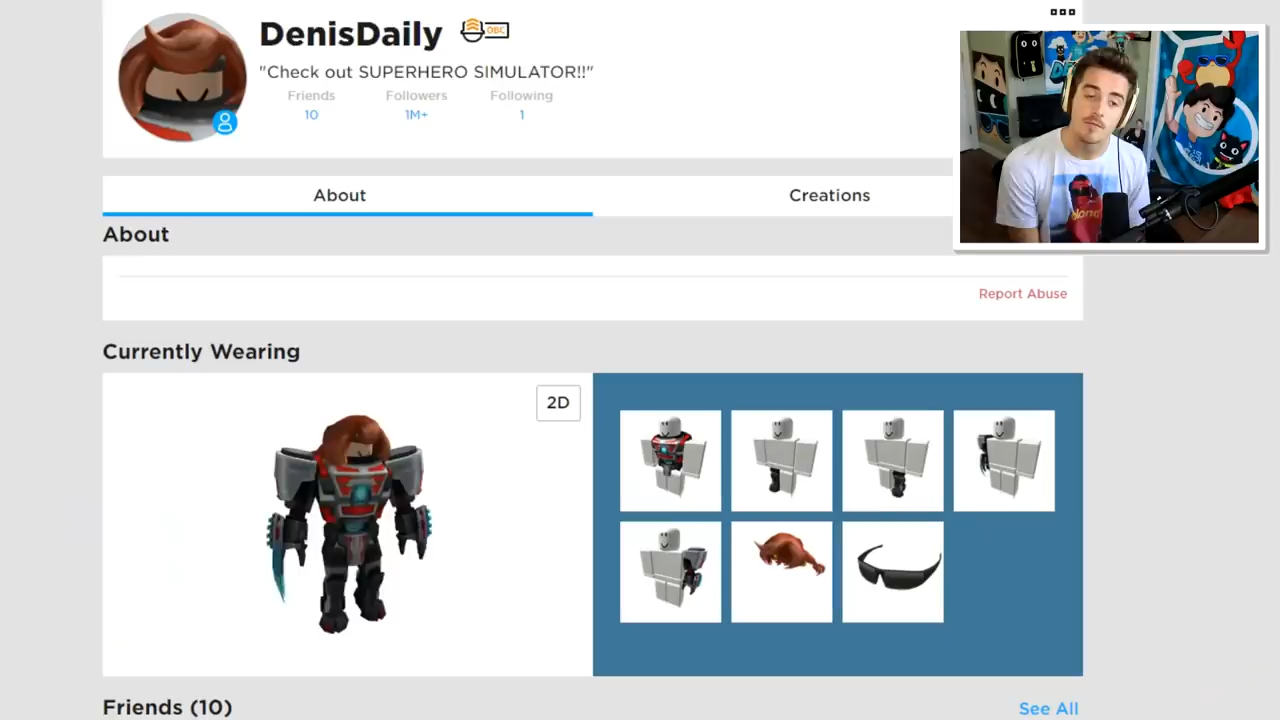 DenisDaily OBC
"Check out SUPERHERO SIMULATOR!!"
Friends Followers Following
10 1M+ 1
About Creations
About
Report Abuse
Currently Wearing
2D
Friends (10) See All